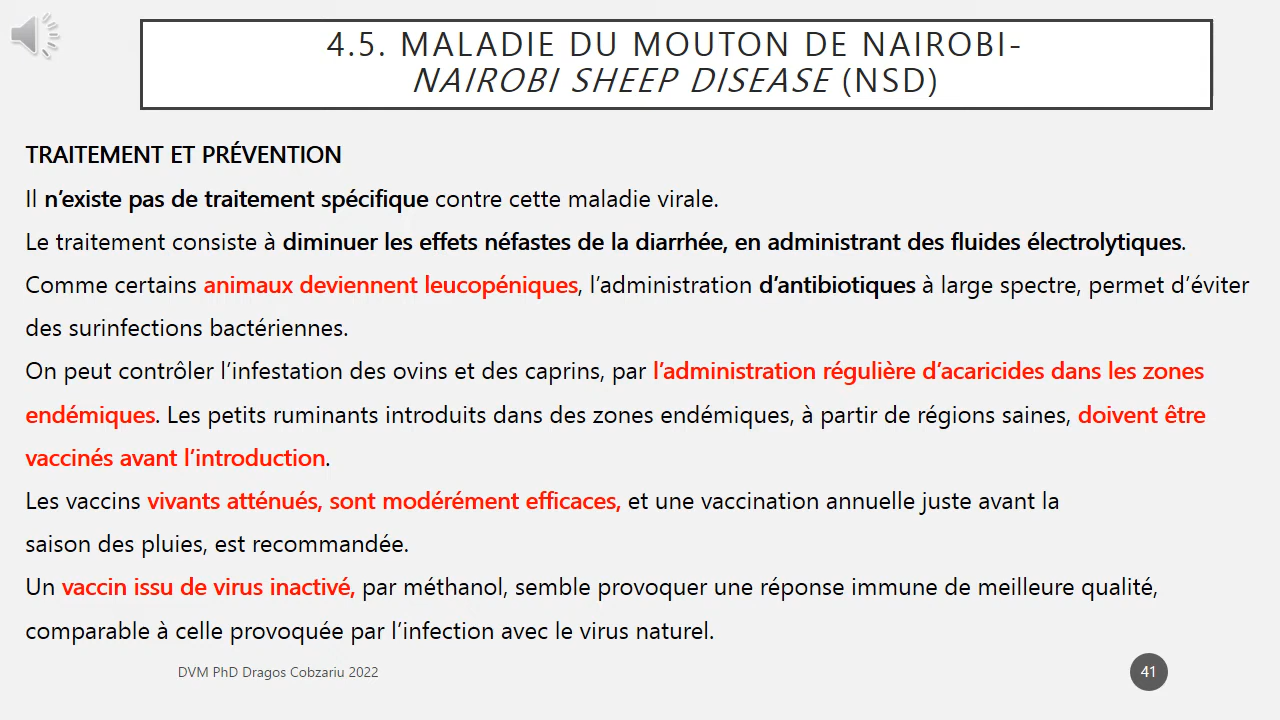 4.5. MALADIE DU MOUTON DE NAIROBI-
NAIROBI SHEEP DISEASE (NSD)
TRAITEMENT ET PRÉVENTION
Il n’existe pas de traitement spécifique contre cette maladie virale.
Le traitement consiste à diminuer les effets néfastes de la diarrhée, en administrant des fluides électrolytiques.
Comme certains animaux deviennent leucopéniques, l’administration d’antibiotiques à large spectre, permet d’éviter
des surinfections bactériennes.
On peut contrôler l’infestation des ovins et des caprins, par l’administration régulière d’acaricides dans les zones
endémiques. Les petits ruminants introduits dans des zones endémiques, à partir de régions saines, doivent être
vaccinés avant l’introduction.
Les vaccins vivants atténués, sont modérément efficaces, et une vaccination annuelle juste avant la
saison des pluies, est recommandée.
Un vaccin issu de virus inactivé, par méthanol, semble provoquer une réponse immune de meilleure qualité,
comparable à celle provoquée par l’infection avec le virus naturel.
DVM PhD Dragos Cobzariu 2022
41